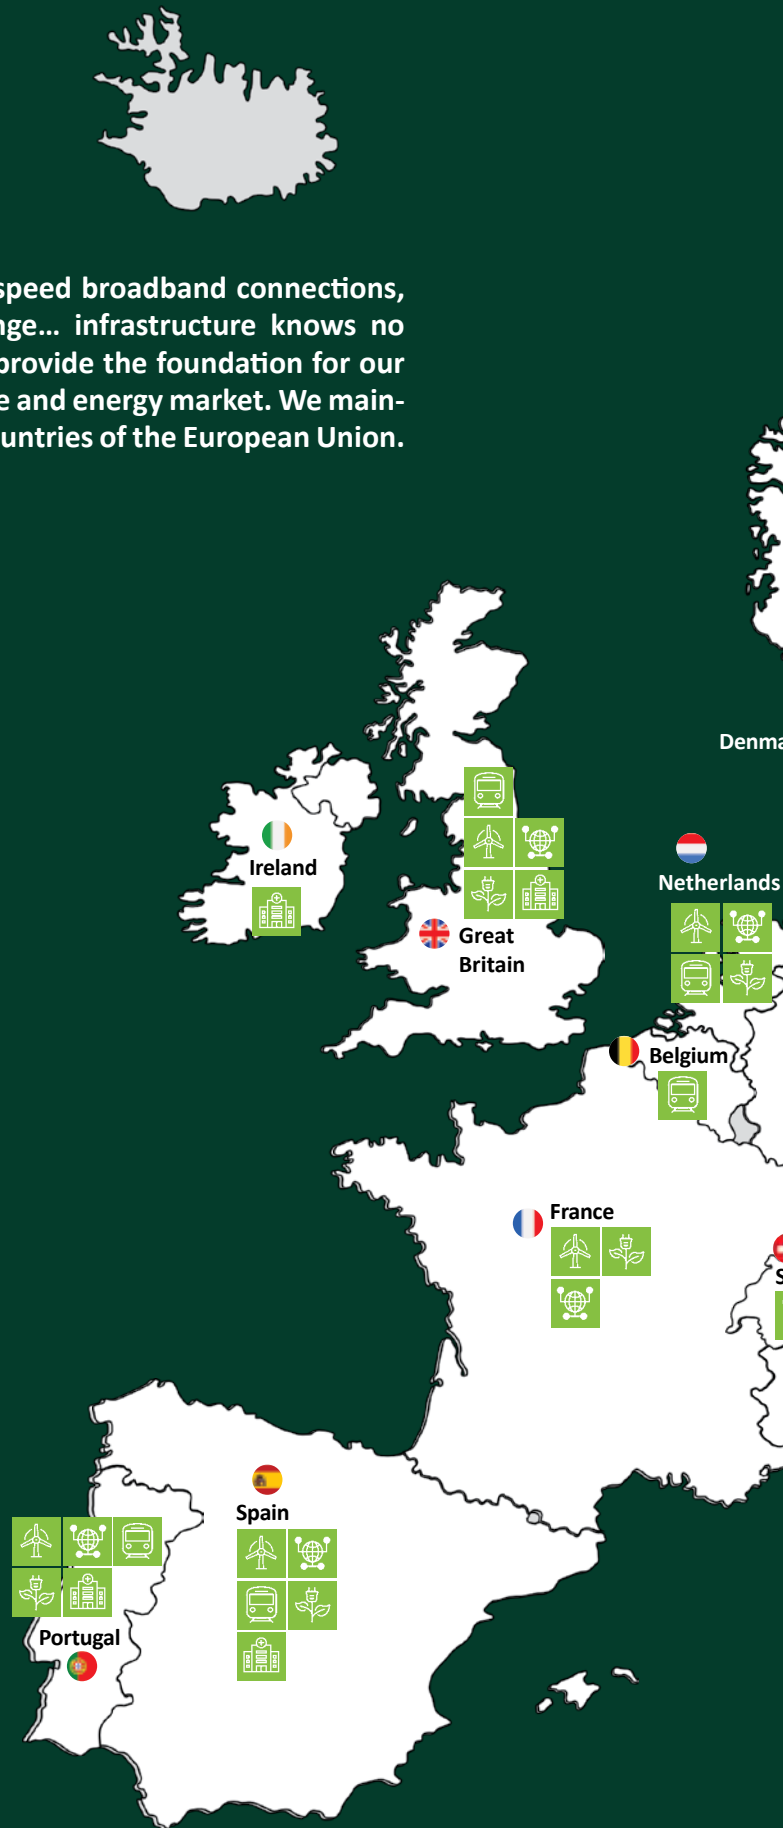 speed broadband connections,
nge… infrastructure knows no
provide the foundation for our
e and energy market. We main-
ountries of the European Union.
Denma
Ireland
Netherlands
Great
Britain
Belgium
France
S
Spain
Portugal